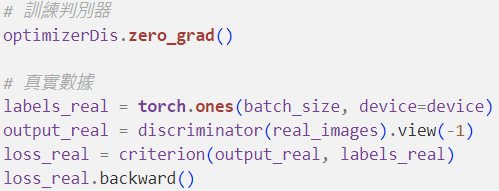 # 訓練判別器
optimizerDis.zero_grad()
# 真實數據
labels_real = torch.ones(batch_size, device=device)
output_real = discriminator(real_images).view(-1)
loss_real = criterion(output_real, labels_real)
loss_real.backward()